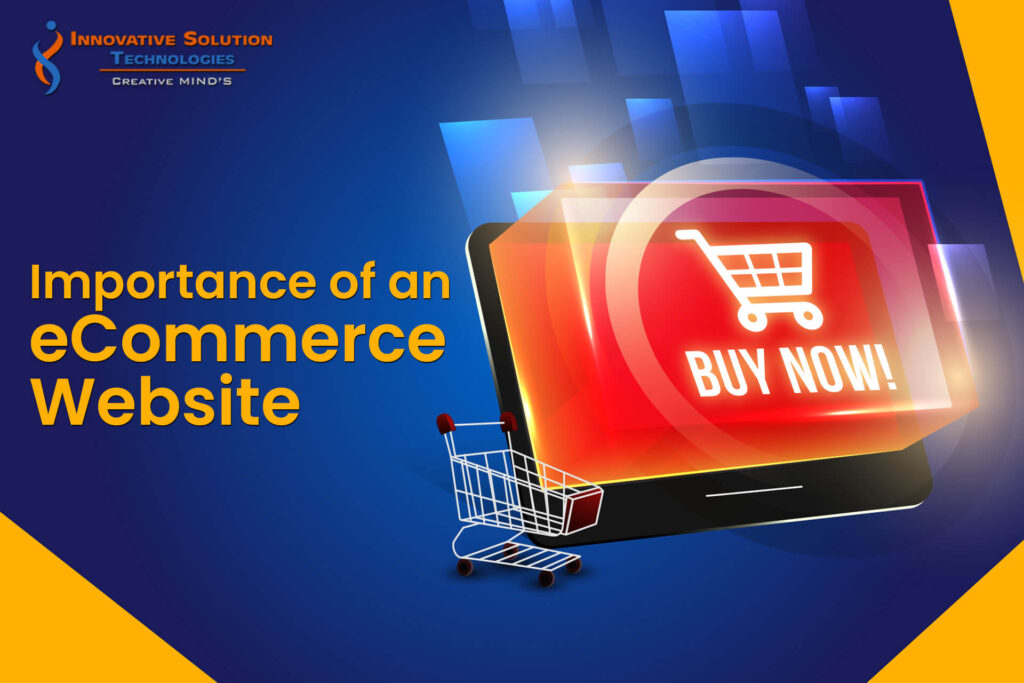 Innovative Solution
Technologies
Creative MIND'S
Importance of an
eCommerce
Website
BUY NOW!